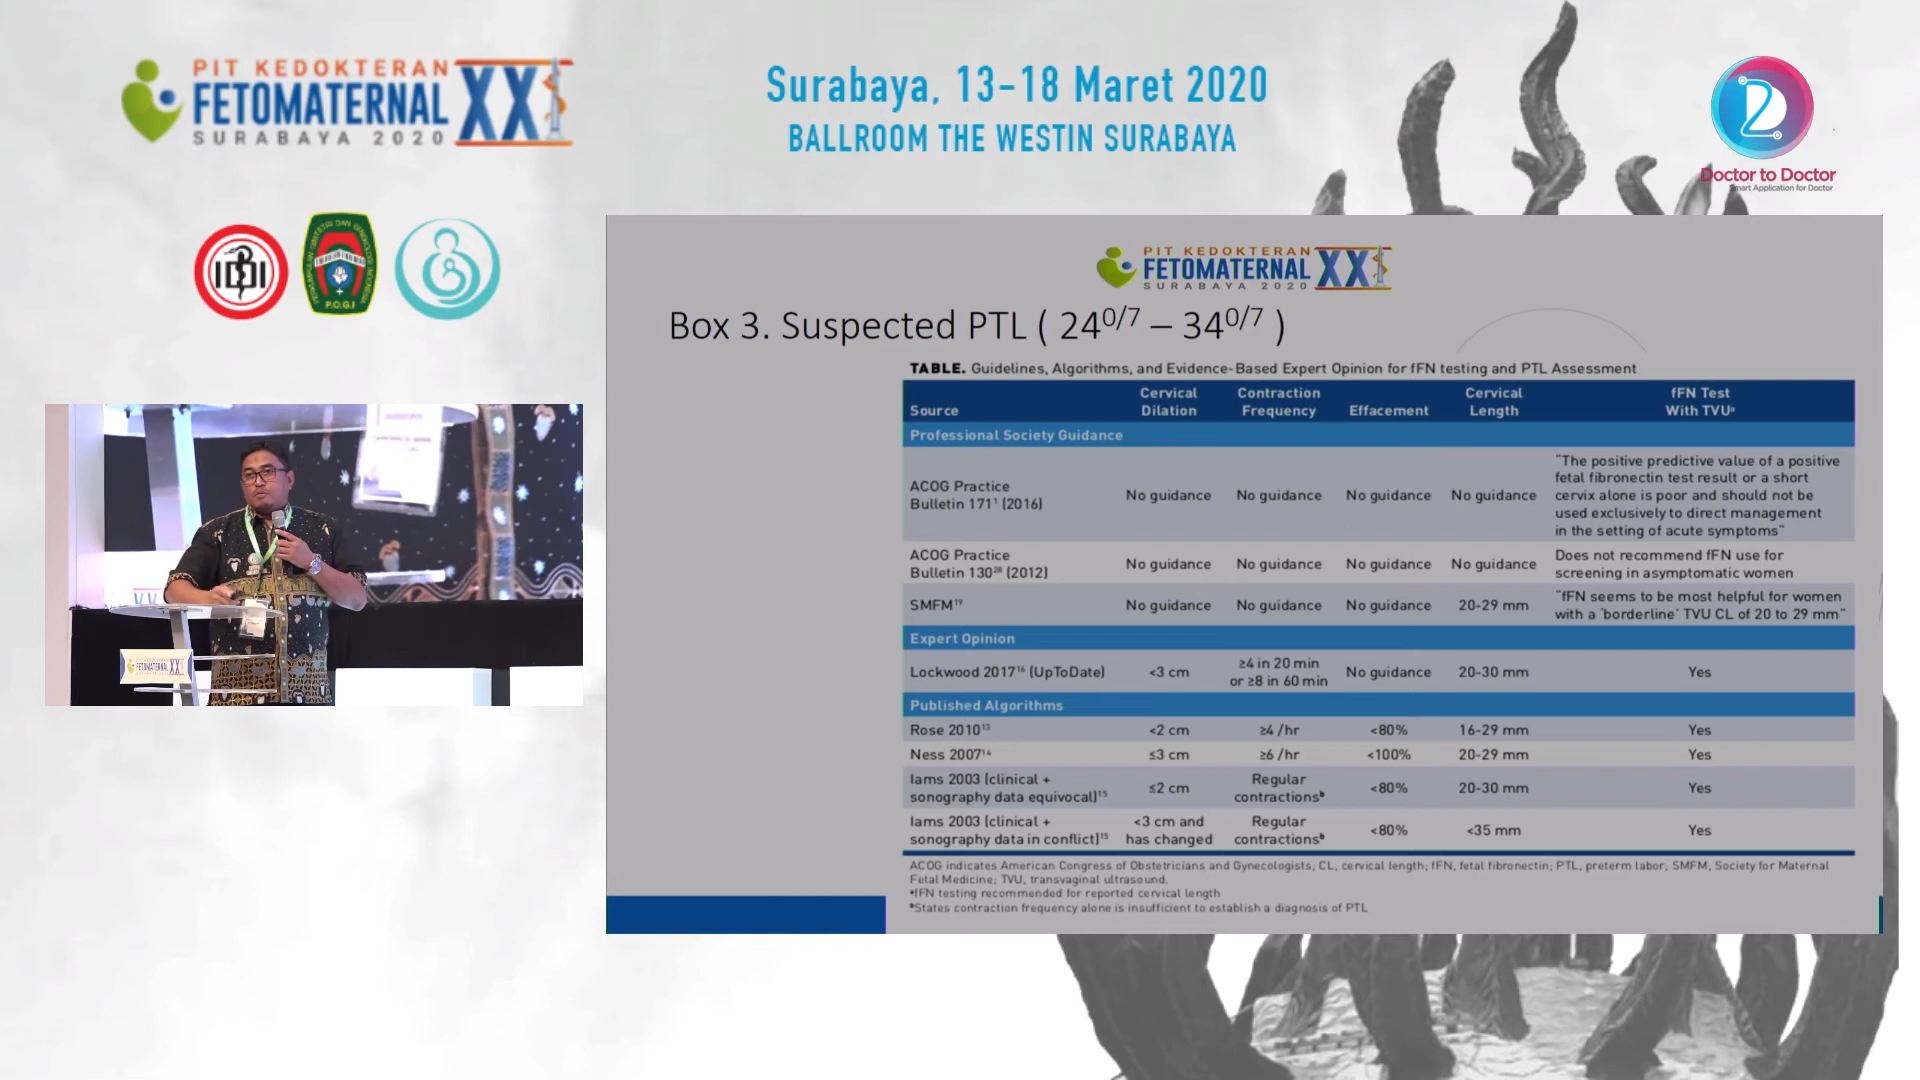 PIT KEDOKTERAN
FETOMATERNAL XXI
SURABAYA 2020
Surabaya, 13-18 Maret 2020
BALLROOM THE WESTIN SURABAYA
Doctor to Doctor
Smart Application for Doctor
IDI
PERKUMPULAN OBSTETRI DAN GINEKOLOGI INDONESIA
P.O.G.I
PIT KEDOKTERAN
FETOMATERNAL XXI
SURABAYA 2020
Box 3. Suspected PTL ( 24⁰/⁷ – 34⁰/⁷ )
TABLE. Guidelines, Algorithms, and Evidence-Based Expert Opinion for fFN testing and PTL Assessment
Source Cervical Dilation Contraction Frequency Effacement Cervical Length fFN Test With TVUᵃ
Professional Society Guidance
ACOG Practice Bulletin 171¹ (2016) No guidance No guidance No guidance No guidance "The positive predictive value of a positive
fetal fibronectin test result or a short
cervix alone is poor and should not be
used exclusively to direct management
in the setting of acute symptoms"
ACOG Practice Bulletin 130²⁸ (2012) No guidance No guidance No guidance No guidance Does not recommend fFN use for
screening in asymptomatic women
SMFM¹⁹ No guidance No guidance No guidance 20-29 mm "fFN seems to be most helpful for women
with a 'borderline' TVU CL of 20 to 29 mm"
Expert Opinion
Lockwood 2017¹⁶ (UpToDate) <3 cm ≥4 in 20 min or ≥8 in 60 min No guidance 20-30 mm Yes
Published Algorithms
Rose 2010¹³ <2 cm ≥4 /hr <80% 16-29 mm Yes
Ness 2007¹⁴ ≤3 cm ≥6 /hr <100% 20-29 mm Yes
Iams 2003 (clinical + sonography data equivocal)¹⁵ ≤2 cm Regular contractionsᵇ <80% 20-30 mm Yes
Iams 2003 (clinical + sonography data in conflict)¹⁵ <3 cm and has changed Regular contractionsᵇ <80% <35 mm Yes
ACOG indicates American Congress of Obstetricians and Gynecologists; CL, cervical length; fFN, fetal fibronectin; PTL, preterm labor; SMFM, Society for Maternal
Fetal Medicine; TVU, transvaginal ultrasound.
ᵃfFN testing recommended for reported cervical length
ᵇStates contraction frequency alone is insufficient to establish a diagnosis of PTL
PIT KEDOKTERAN
FETOMATERNAL XXI